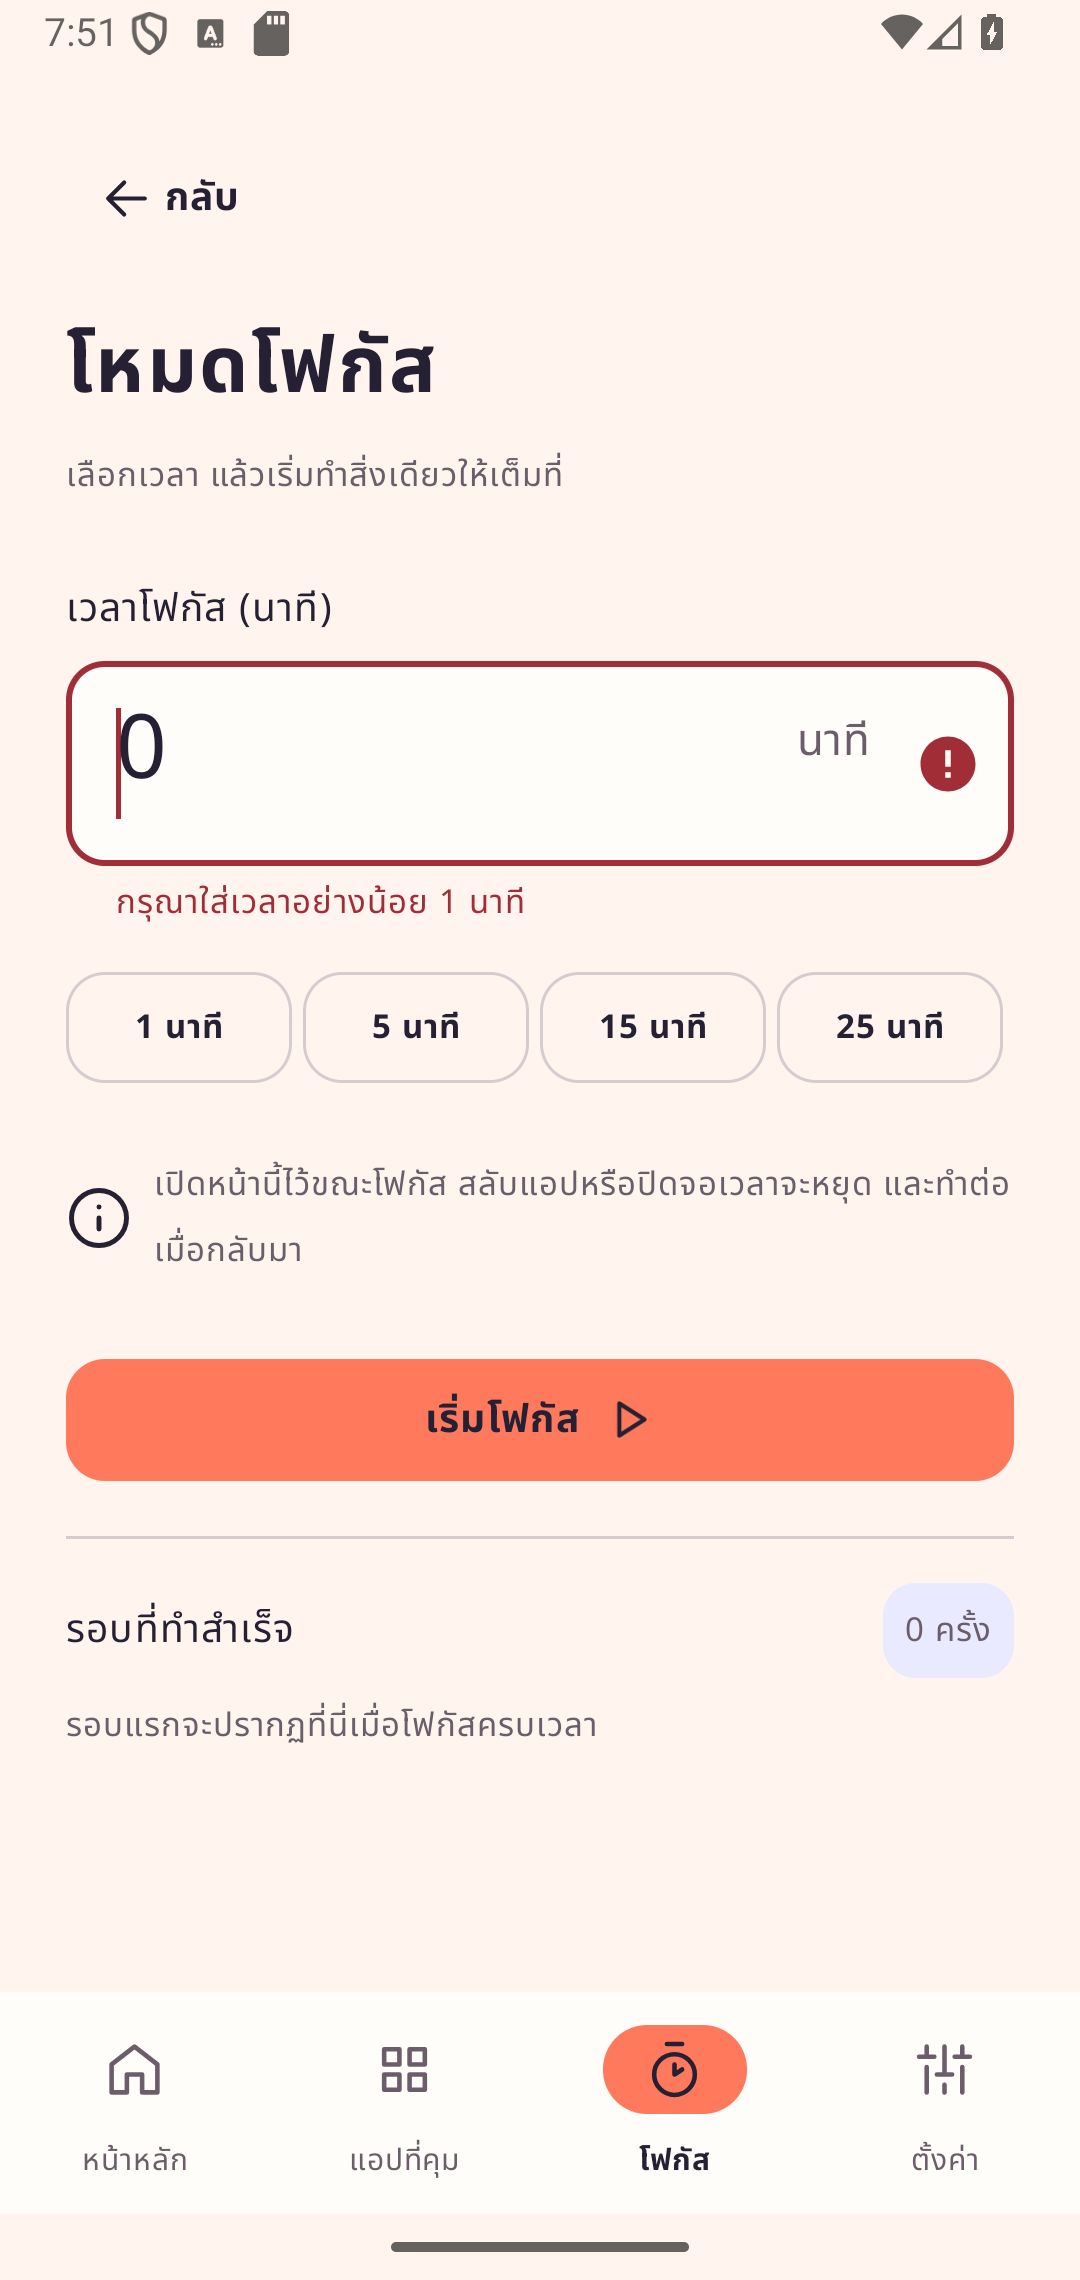 7:51
กลับ
โหมดโฟกัส
เลือกเวลา แล้วเริ่มทำสิ่งเดียวให้เต็มที่
เวลาโฟกัส (นาที)
0 นาที
กรุณาใส่เวลาอย่างน้อย 1 นาที
1 นาที 5 นาที 15 นาที 25 นาที
เปิดหน้านี้ไว้ขณะโฟกัส สลับแอปหรือปิดจอเวลาจะหยุด และทำต่อ
เมื่อกลับมา
เริ่มโฟกัส
รอบที่ทำสำเร็จ 0 ครั้ง
รอบแรกจะปรากฏที่นี่เมื่อโฟกัสครบเวลา
หน้าหลัก แอปที่คุม โฟกัส ตั้งค่า